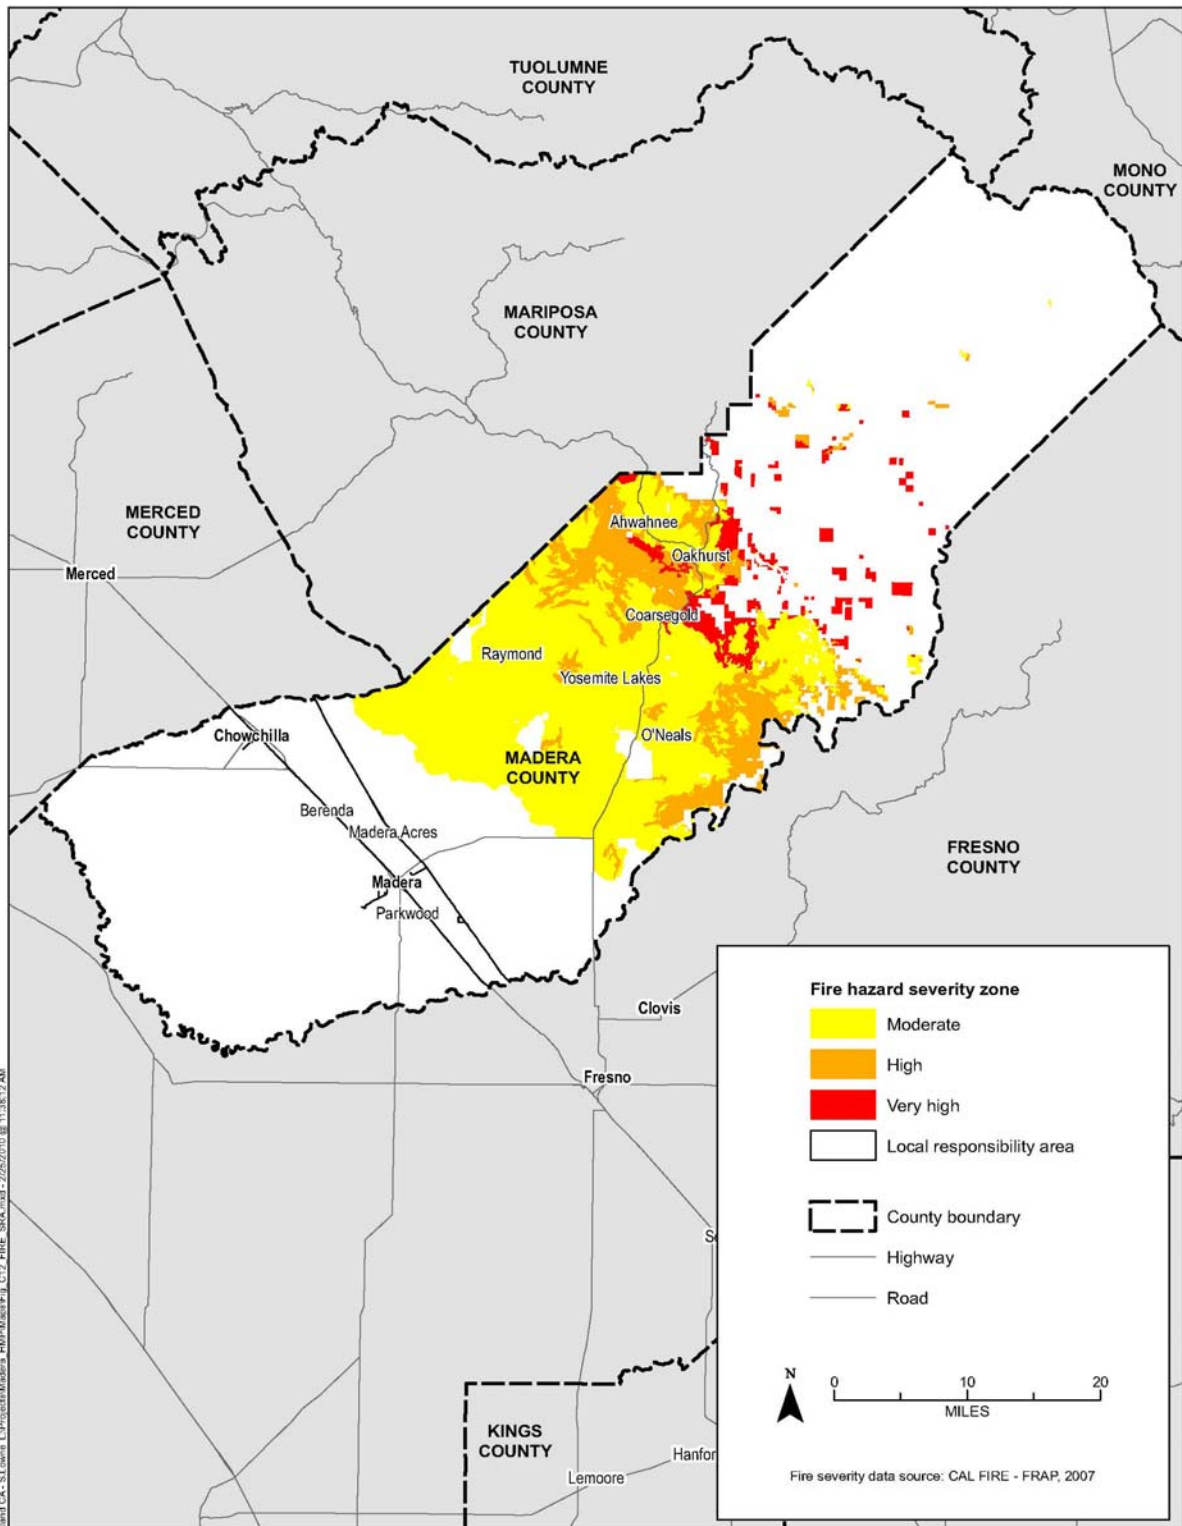 TUOLUMNE
COUNTY
MONO
COUNTY
MARIPOSA
COUNTY
MERCED
COUNTY
Merced
Ahwahnee
Oakhurst
Coarsegold
Raymond
Yosemite Lakes
Chowchilla
O'Neals
MADERA
COUNTY
Berenda
Madera Acres
Madera
Parkwood
FRESNO
COUNTY
Clovis
Fresno
Fire hazard severity zone
Moderate
High
Very high
Local responsibility area
County boundary
Highway
Road
N
0 10 20
MILES
Fire severity data source: CAL FIRE - FRAP, 2007
KINGS
COUNTY
Hanfor
Lemoore